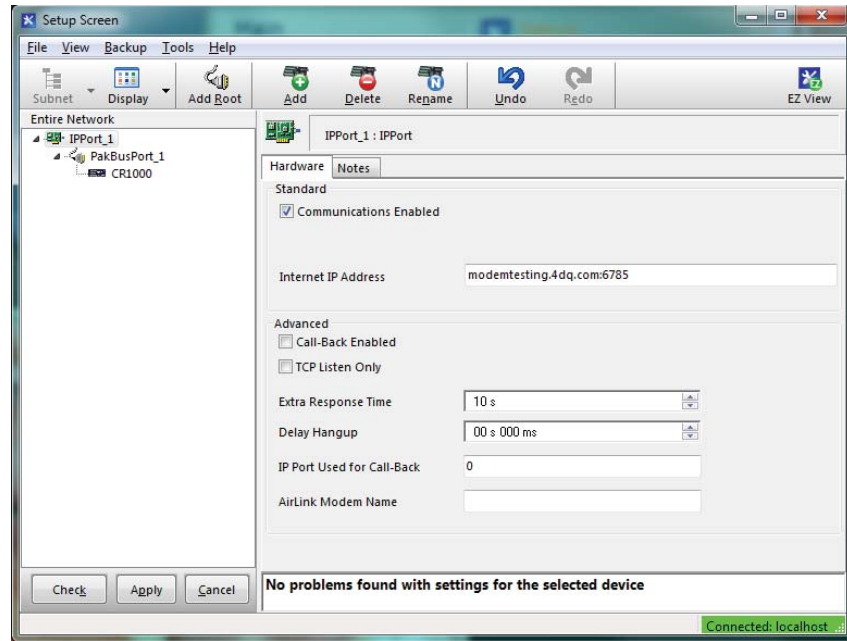 Setup Screen
File View Backup Tools Help
Subnet Display Add Root Add Delete Rename Undo Redo EZ View
Entire Network
IPPort_1
PakBusPort_1
CR1000
IPPort_1 : IPPort
Hardware Notes
Standard
Communications Enabled
Internet IP Address modemtesting.4dq.com:6785
Advanced
Call-Back Enabled
TCP Listen Only
Extra Response Time 10 s
Delay Hangup 00 s 000 ms
IP Port Used for Call-Back 0
AirLink Modem Name
Check Apply Cancel
No problems found with settings for the selected device
Connected: localhost